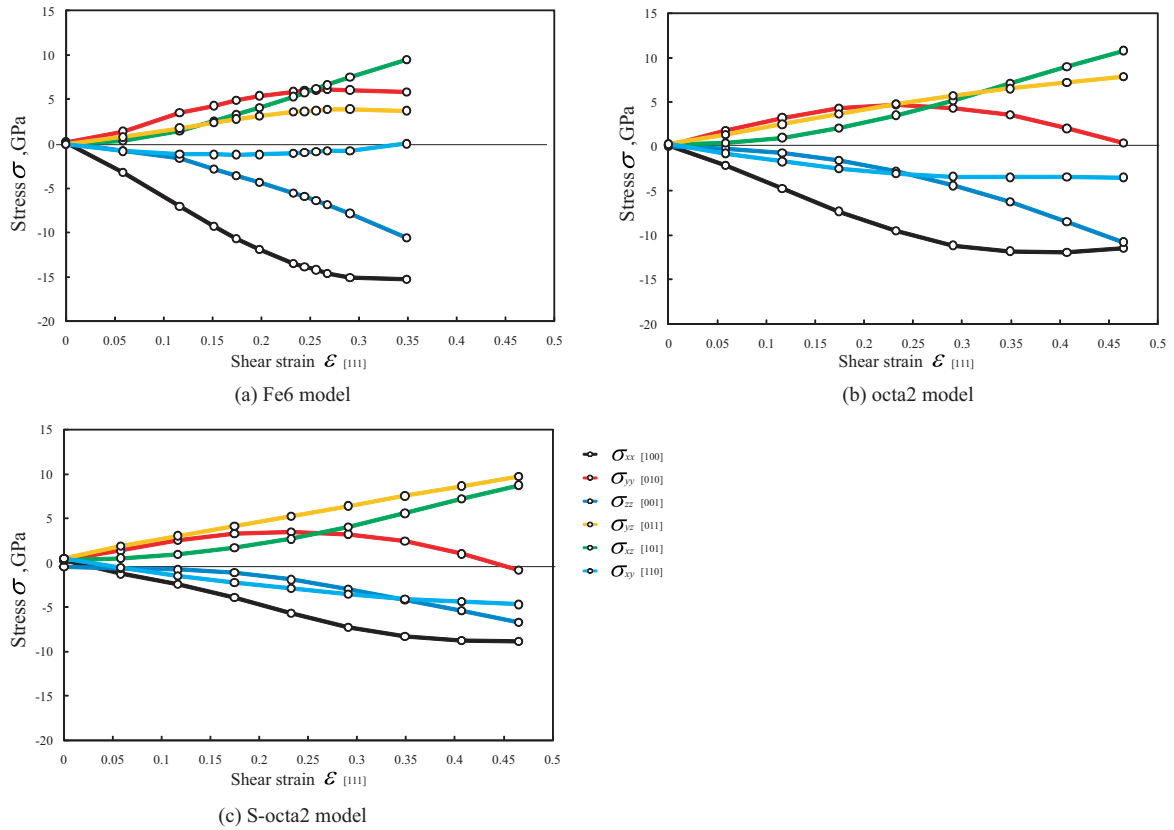 15
10
5
0
-5
-10
-15
-20
Stress σ ,GPa
0 0.05 0.1 0.15 0.2 0.25 0.3 0.35 0.4 0.45 0.5
Shear strain ε [111]
(a) Fe6 model
15
10
5
0
-5
-10
-15
-20
Stress σ ,GPa
0 0.05 0.1 0.15 0.2 0.25 0.3 0.35 0.4 0.45 0.5
Shear strain ε [111]
(b) octa2 model
15
10
5
0
-5
-10
-15
-20
Stress σ ,GPa
0 0.05 0.1 0.15 0.2 0.25 0.3 0.35 0.4 0.45 0.5
Shear strain ε [111]
(c) S-octa2 model
σxx [100]
σyy [010]
σzz [001]
σyz [011]
σxz [101]
σxy [110]